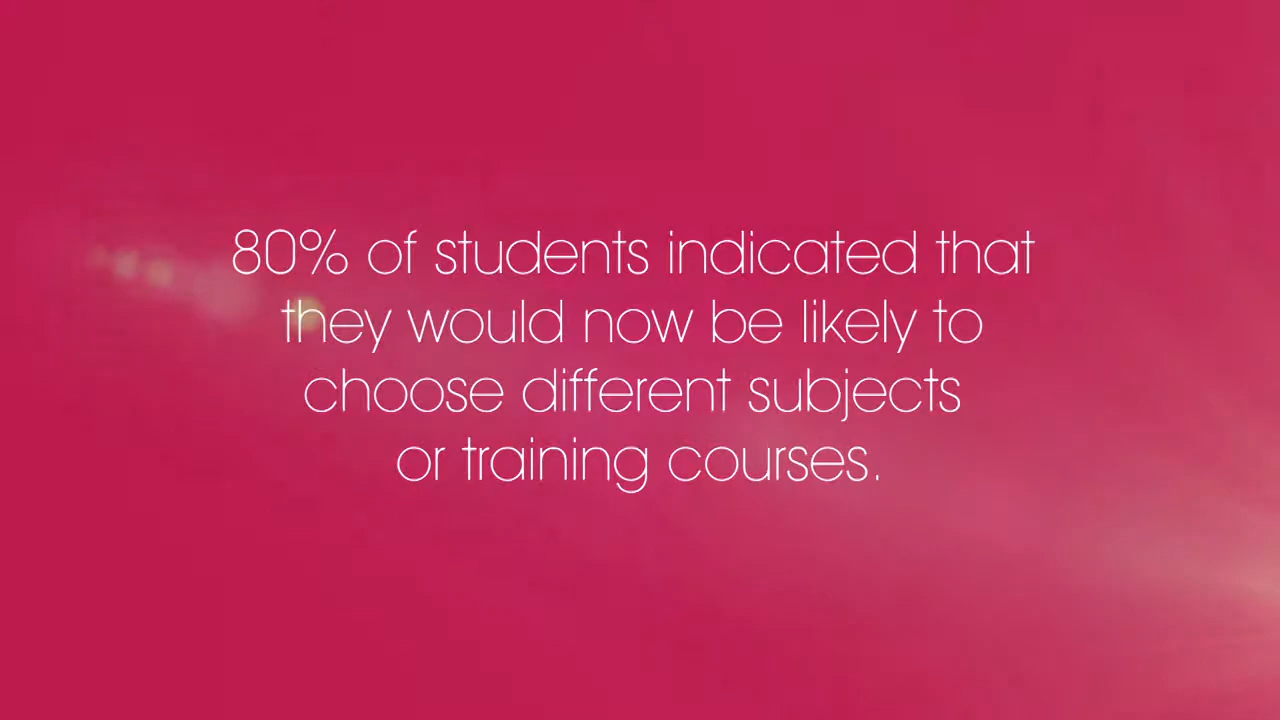 80% of students indicated that
they would now be likely to
choose different subjects
or training courses.